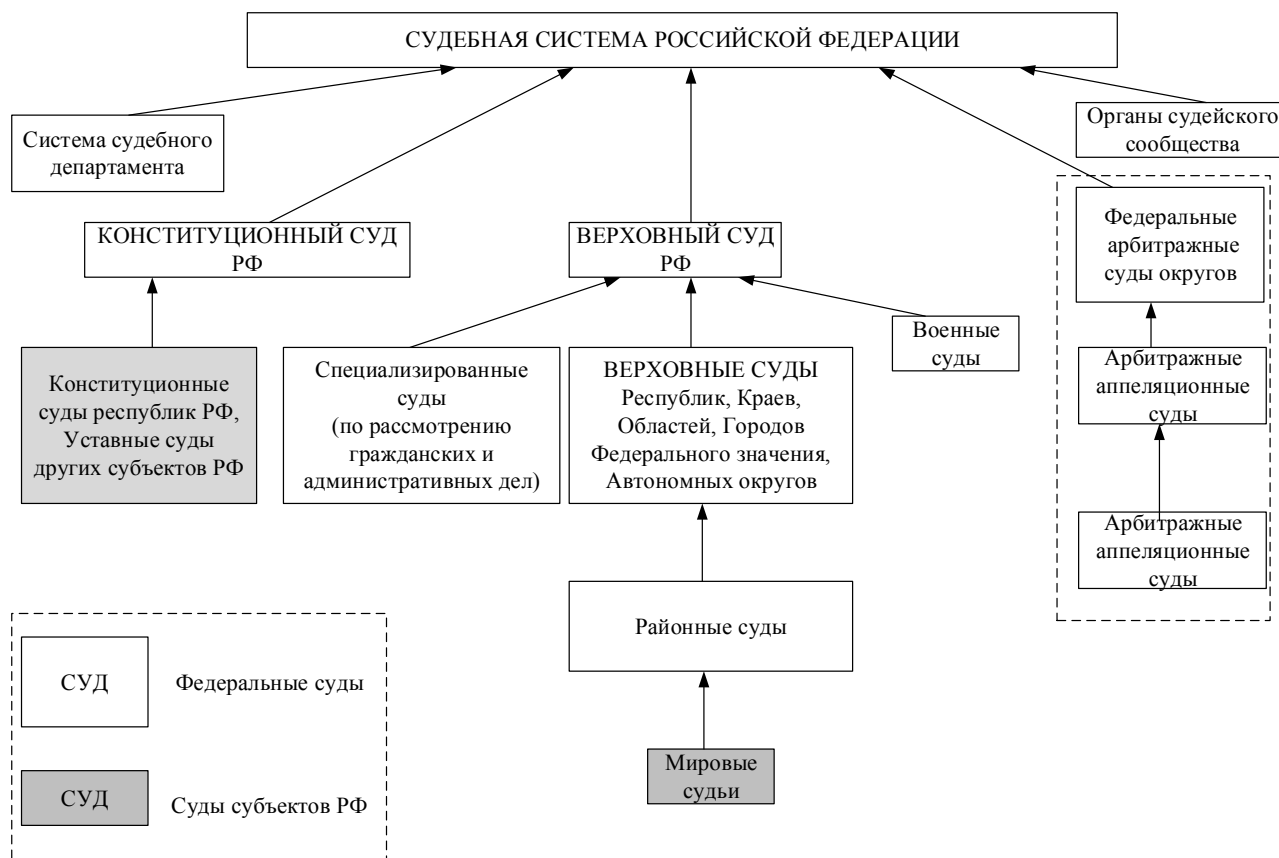 СУДЕБНАЯ СИСТЕМА РОССИЙСКОЙ ФЕДЕРАЦИИ
Система судебного
департамента
Органы судейского
сообщества
КОНСТИТУЦИОННЫЙ СУД
РФ
ВЕРХОВНЫЙ СУД
РФ
Федеральные
арбитражные
суды округов
Военные
суды
Конституционные
суды республик РФ,
Уставные суды
других субъектов РФ
Специализированные
суды
(по рассмотрению
гражданских и
административных дел)
ВЕРХОВНЫЕ СУДЫ
Республик, Краев,
Областей, Городов
Федерального значения,
Автономных округов
Арбитражные
аппеляционные
суды
Арбитражные
аппеляционные
суды
Районные суды
Мировые
судьи
СУД
Федеральные суды
СУД
Суды субъектов РФ